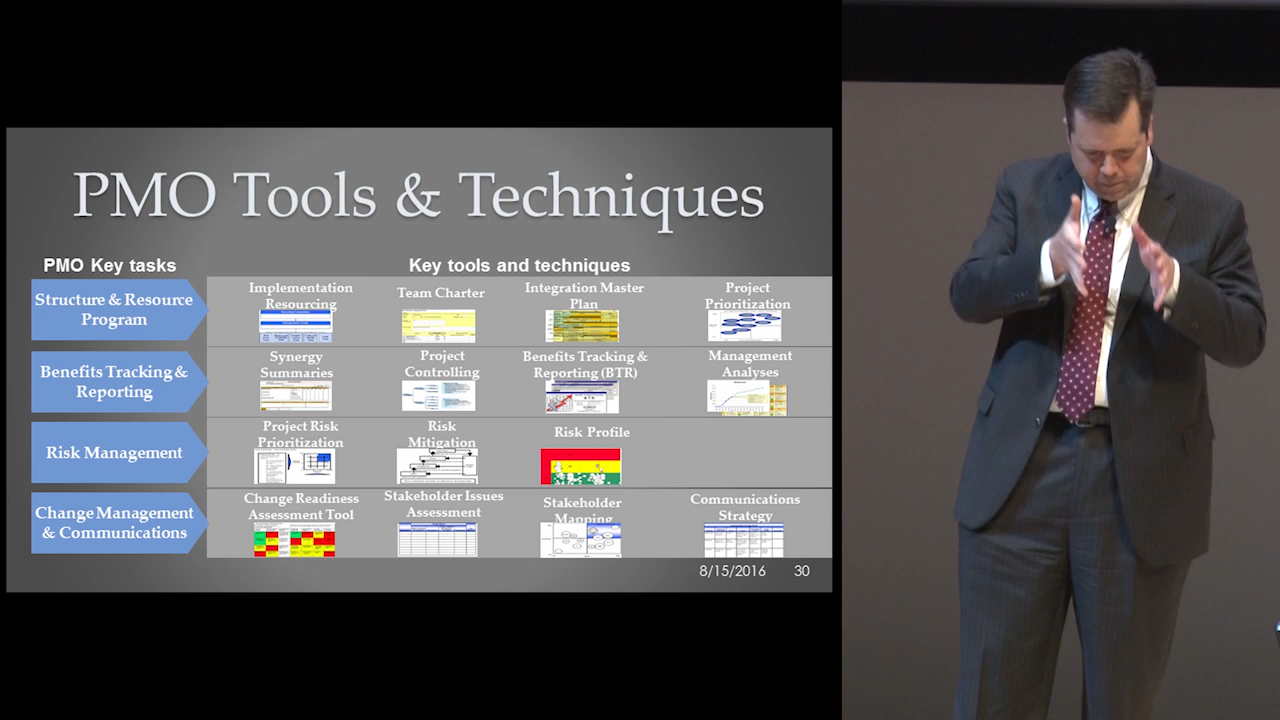 PMO Tools & Techniques
PMO Key tasks
Key tools and techniques
Structure & Resource
Program
Implementation
Resourcing
Team Charter
Integration Master
Plan
Project
Prioritization
Benefits Tracking &
Reporting
Synergy
Summaries
Project
Controlling
Benefits Tracking &
Reporting (BTR)
Management
Analyses
Risk Management
Project Risk
Prioritization
Risk
Mitigation
Risk Profile
Change Management
& Communications
Change Readiness
Assessment Tool
Stakeholder Issues
Assessment
Stakeholder
Mapping
Communications
Strategy
8/15/2016
30